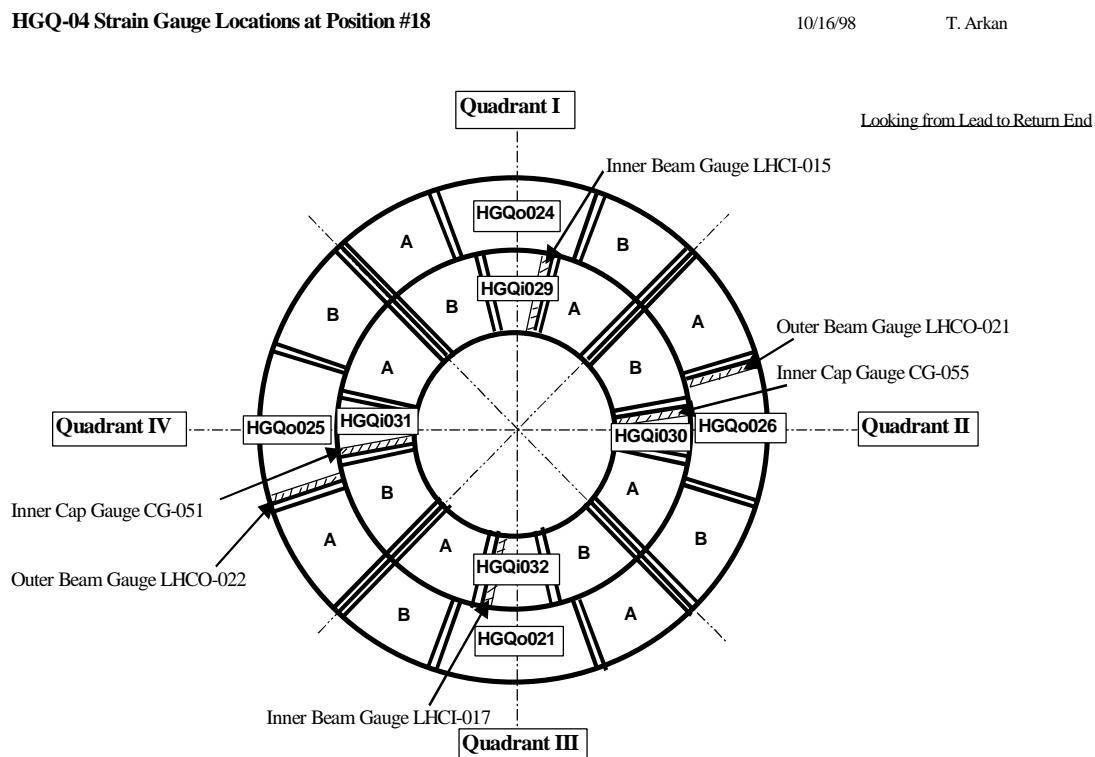 HGQ-04 Strain Gauge Locations at Position #18 10/16/98 T. Arkan
Quadrant I
Looking from Lead to Return End
Inner Beam Gauge LHCI-015
HGQo024
A
B
HGQi029
B
A
B
A
Outer Beam Gauge LHCO-021
A
B
Inner Cap Gauge CG-055
Quadrant IV
HGQo025
HGQi031
HGQi030
HGQo026
Quadrant II
B
A
Inner Cap Gauge CG-051
A
A
B
B
Outer Beam Gauge LHCO-022
HGQi032
B
A
HGQo021
Inner Beam Gauge LHCI-017
Quadrant III